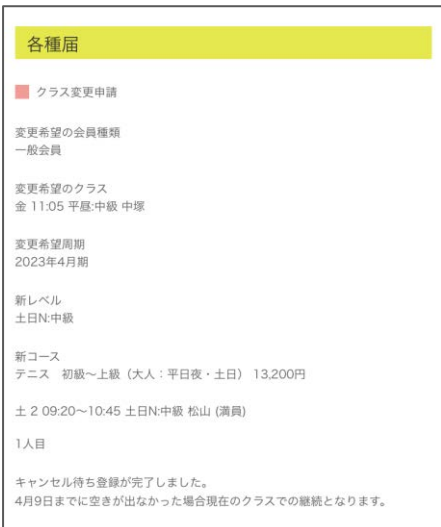 各種届
クラス変更申請
変更希望の会員種類
一般会員
変更希望のクラス
金 11:05 平昼:中級 中塚
変更希望周期
2023年4月期
新レベル
土日N:中級
新コース
テニス 初級～上級（大人：平日夜・土日） 13,200円
土 2 09:20～10:45 土日N:中級 松山 (満員)
1人目
キャンセル待ち登録が完了しました。
4月9日までに空きが出なかった場合現在のクラスでの継続となります。